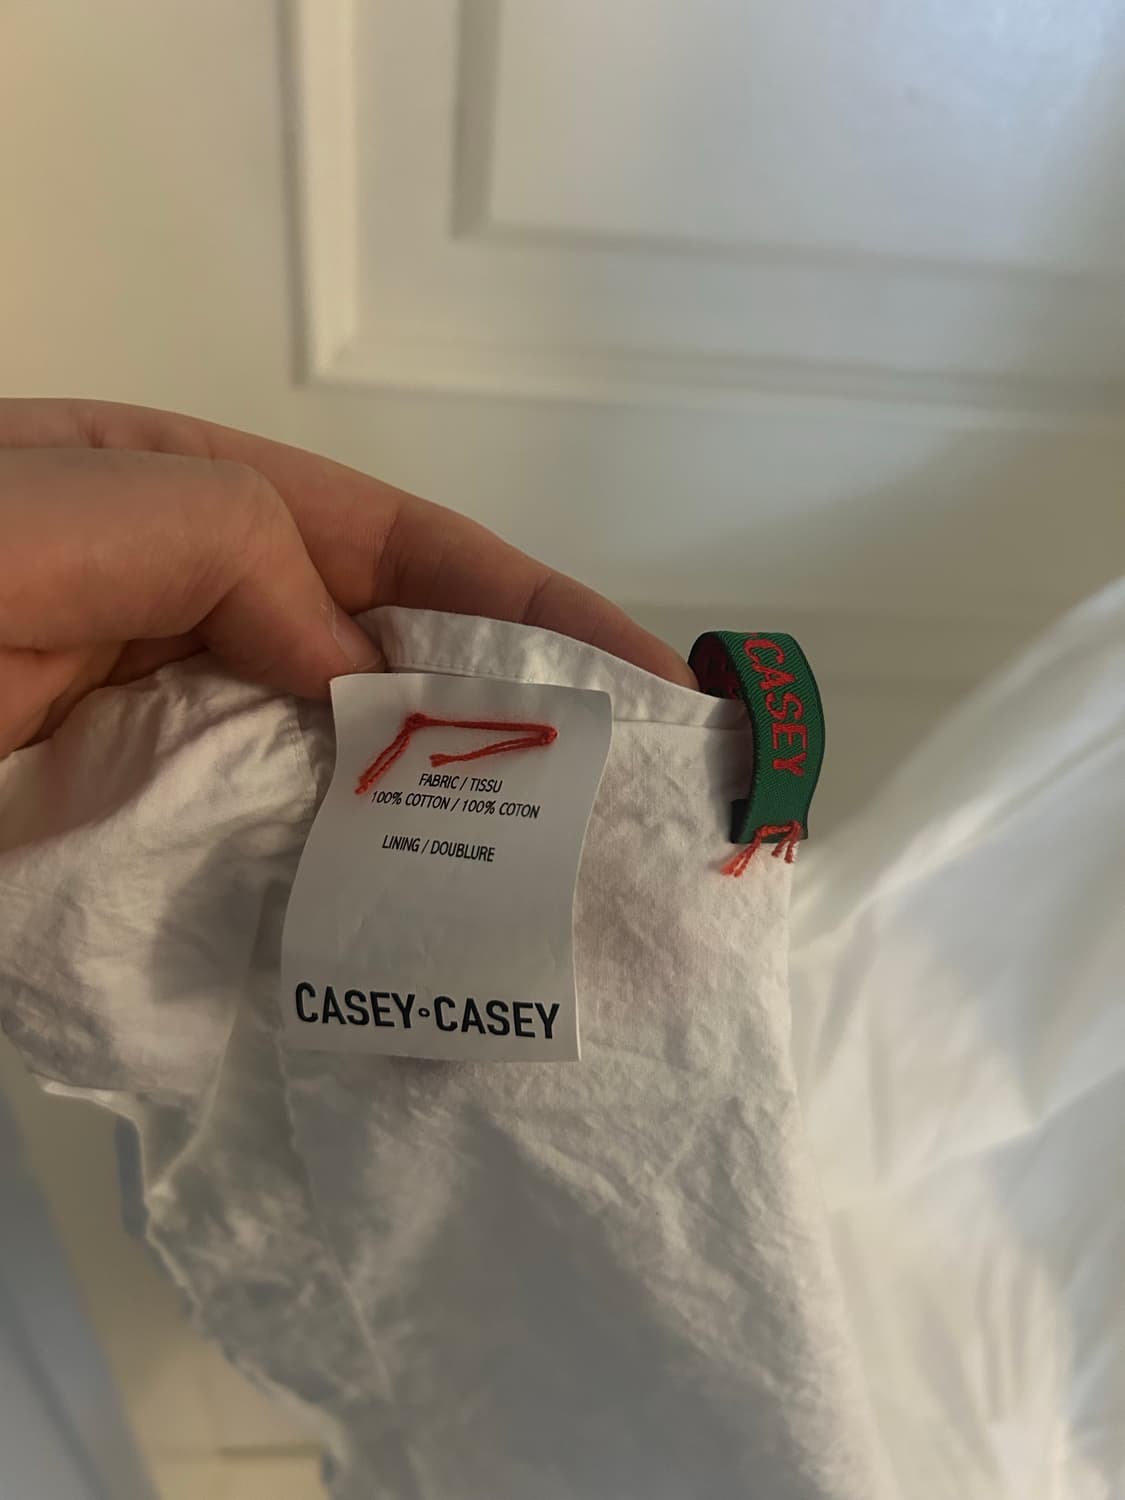 FABRIC / TISSU
100% COTTON / 100% COTON
LINING / DOUBLURE
CASEY°CASEY
CASEY